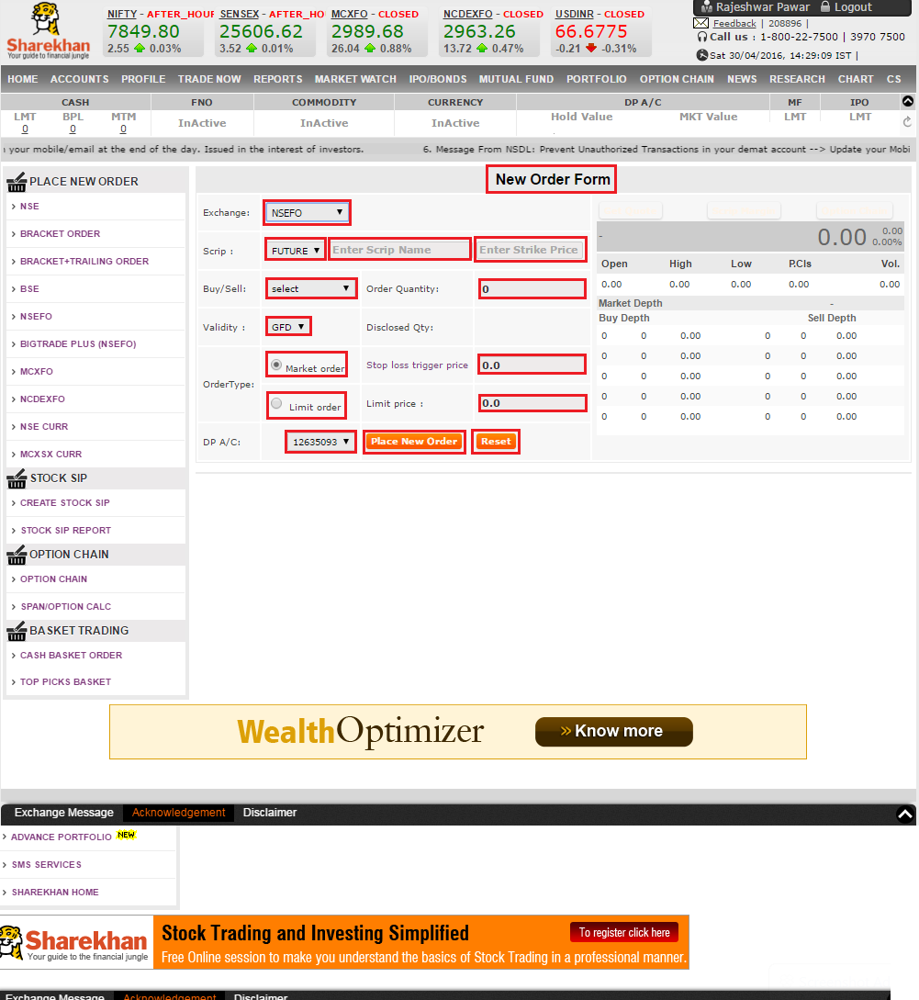 NIFTY - AFTER_HOUR SENSEX - AFTER_HO MCXFO - CLOSED NCDEXFO - CLOSED USDINR - CLOSED
7849.80 25606.62 2989.68 2963.26 66.6775
2.55 0.03% 3.52 0.01% 26.04 0.88% 13.72 0.47% -0.21 -0.31%
Sharekhan
Your guide to financial jungle
Rajeshwar Pawar Logout
Feedback | 208896 |
Call us : 1-800-22-7500 | 3970 7500
Sat 30/04/2016, 14:29:09 IST |
HOME ACCOUNTS PROFILE TRADE NOW REPORTS MARKET WATCH IPO/BONDS MUTUAL FUND PORTFOLIO OPTION CHAIN NEWS RESEARCH CHART CS
CASH FNO COMMODITY CURRENCY DP A/C MF IPO
LMT BPL MTM InActive InActive InActive Hold Value MKT Value LMT LMT
0 0 0
your mobile/email at the end of the day. Issued in the interest of investors. 6. Message From NSDL: Prevent Unauthorized Transactions in your demat account --> Update your Mobi
PLACE NEW ORDER
NSE
BRACKET ORDER
BRACKET+TRAILING ORDER
BSE
NSEFO
BIGTRADE PLUS (NSEFO)
MCXFO
NCDEXFO
NSE CURR
MCXSX CURR
STOCK SIP
CREATE STOCK SIP
STOCK SIP REPORT
OPTION CHAIN
OPTION CHAIN
SPAN/OPTION CALC
BASKET TRADING
CASH BASKET ORDER
TOP PICKS BASKET
New Order Form
Exchange: NSEFO
Scrip : FUTURE Enter Scrip Name Enter Strike Price
Buy/Sell: select Order Quantity: 0
Validity : GFD Disclosed Qty:
OrderType: Market order Stop loss trigger price 0.0
Limit order Limit price : 0.0
DP A/C: 12635093 Place New Order Reset
- 0.00 0.00
0.00%
Open High Low P.Cls Vol.
0.00 0.00 0.00 0.00 0.00
Market Depth -
Buy Depth Sell Depth
0 0 0.00 0 0 0.00
0 0 0.00 0 0 0.00
0 0 0.00 0 0 0.00
0 0 0.00 0 0 0.00
0 0 0.00 0 0 0.00
WealthOptimizer » Know more
Exchange Message Acknowledgement Disclaimer
ADVANCE PORTFOLIO NEW
SMS SERVICES
SHAREKHAN HOME
Sharekhan
Your guide to the financial jungle
Stock Trading and Investing Simplified To register click here
Free Online session to make you understand the basics of Stock Trading in a professional manner.
Exchange Message Acknowledgement Disclaimer